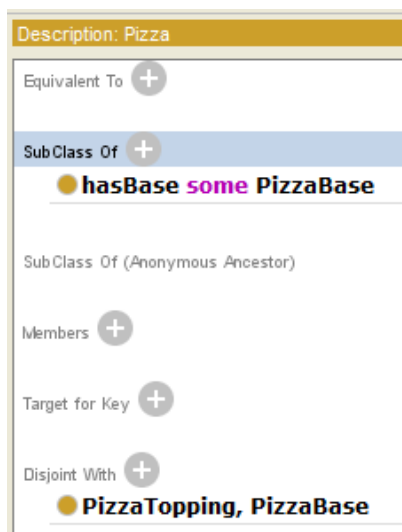 Description: Pizza
Equivalent To
SubClass Of
hasBase some PizzaBase
SubClass Of (Anonymous Ancestor)
Members
Target for Key
Disjoint With
PizzaTopping, PizzaBase